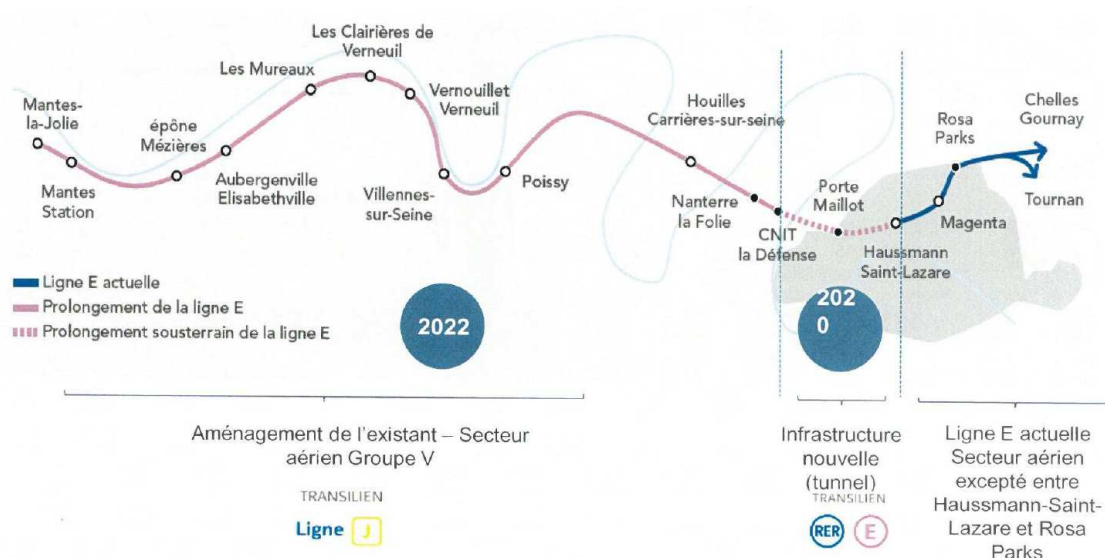 Les Clairières de
Verneuil
Les Mureaux
Vernouillet
Verneuil
Mantes-
la-Jolie
épône
Mézières
Mantes
Station
Aubergenville
Elisabethville
Villennes-
sur-Seine
Poissy
Houilles
Carrières-sur-seine
Nanterre
la Folie
CNIT
la Défense
Porte
Maillot
Haussmann
Saint-Lazare
Magenta
Rosa
Parks
Chelles
Gournay
Tournan
Ligne E actuelle
Prolongement de la ligne E
Prolongement sousterrain de la ligne E
2022
202
0
Aménagement de l'existant – Secteur
aérien Groupe V
TRANSILIEN
Ligne J
Infrastructure
nouvelle
(tunnel)
TRANSILIEN
RER E
Ligne E actuelle
Secteur aérien
excepté entre
Haussmann-Saint-
Lazare et Rosa
Parks